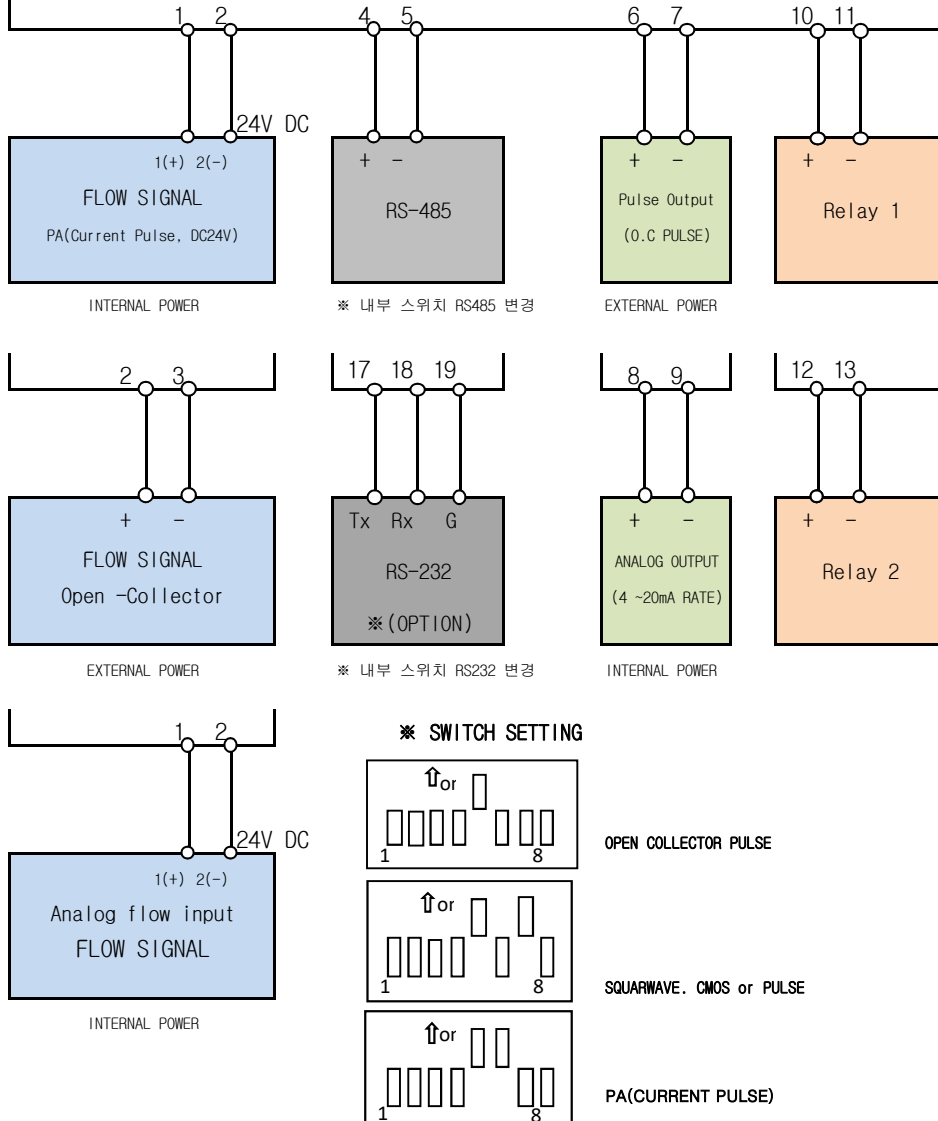 1 2
4 5
6 7
10 11
24V DC
1(+) 2(-)
FLOW SIGNAL
PA(Current Pulse, DC24V)
INTERNAL POWER
+ -
RS-485
※ 내부 스위치 RS485 변경
+ -
Pulse Output
(O.C PULSE)
EXTERNAL POWER
+ -
Relay 1
2 3
17 18 19
8 9
12 13
+ -
FLOW SIGNAL
Open -Collector
EXTERNAL POWER
Tx Rx G
RS-232
※(OPTION)
※ 내부 스위치 RS232 변경
+ -
ANALOG OUTPUT
(4 ~20mA RATE)
INTERNAL POWER
+ -
Relay 2
1 2
24V DC
1(+) 2(-)
Analog flow input
FLOW SIGNAL
INTERNAL POWER
※ SWITCH SETTING
⇧or
1 8
OPEN COLLECTOR PULSE
⇧or
1 8
SQUARWAVE. CMOS or PULSE
⇧or
1 8
PA(CURRENT PULSE)